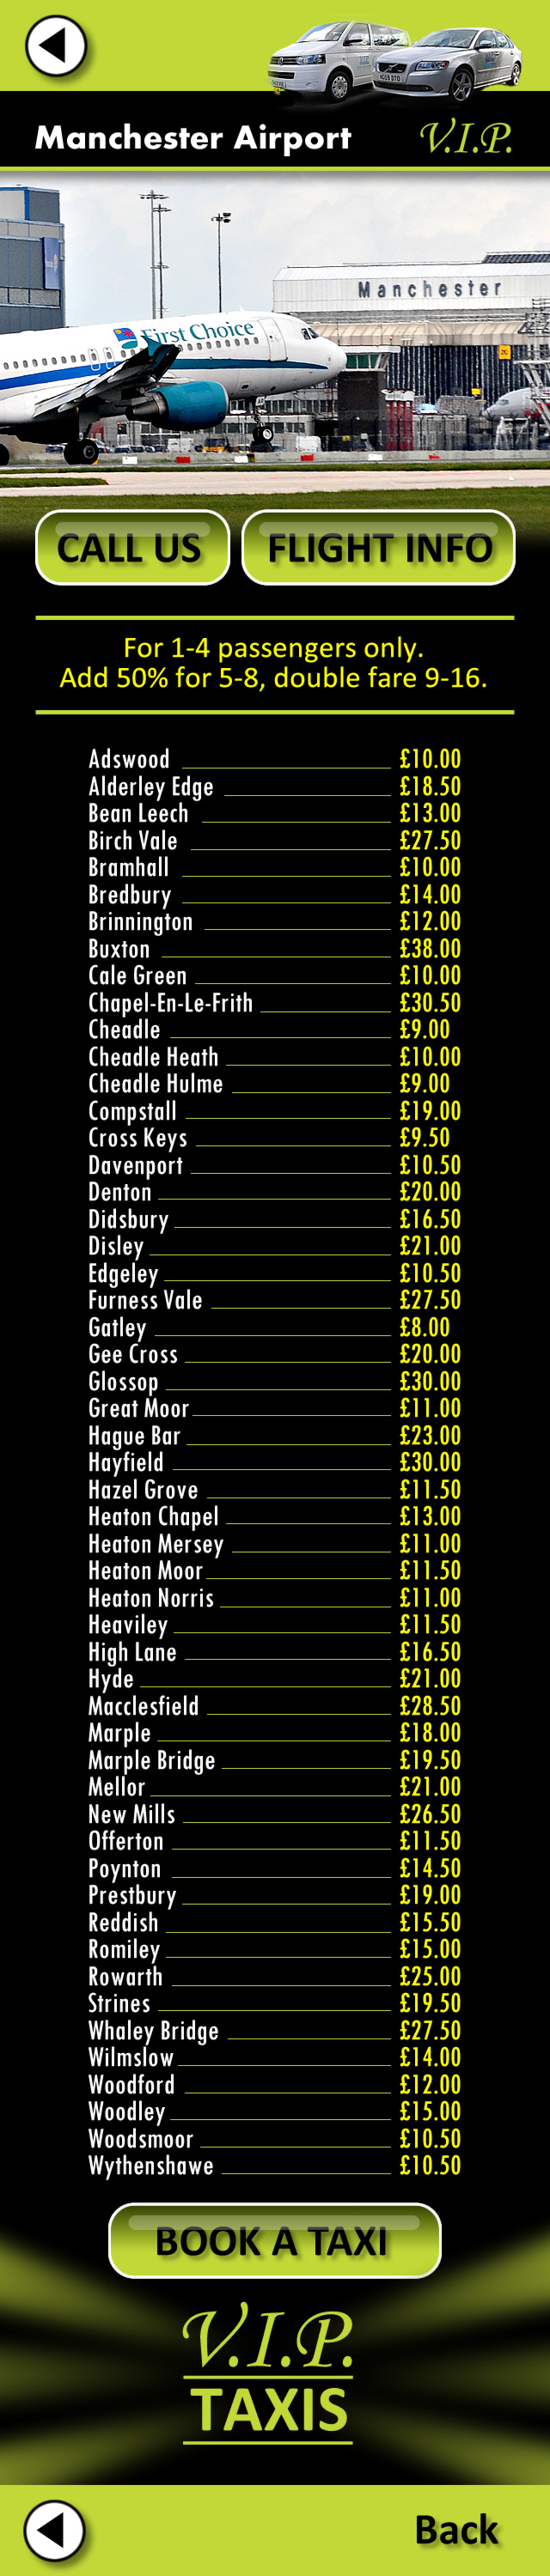 Manchester Airport
V.I.P.
Manchester
First Choice
CALL US
FLIGHT INFO
For 1-4 passengers only.
Add 50% for 5-8, double fare 9-16.
Adswood £10.00
Alderley Edge £18.50
Bean Leech £13.00
Birch Vale £27.50
Bramhall £10.00
Bredbury £14.00
Brinnington £12.00
Buxton £38.00
Cale Green £10.00
Chapel-En-Le-Frith £30.50
Cheadle £9.00
Cheadle Heath £10.00
Cheadle Hulme £9.00
Compstall £19.00
Cross Keys £9.50
Davenport £10.50
Denton £20.00
Didsbury £16.50
Disley £21.00
Edgeley £10.50
Furness Vale £27.50
Gatley £8.00
Gee Cross £20.00
Glossop £30.00
Great Moor £11.00
Hague Bar £23.00
Hayfield £30.00
Hazel Grove £11.50
Heaton Chapel £13.00
Heaton Mersey £11.00
Heaton Moor £11.50
Heaton Norris £11.00
Heaviley £11.50
High Lane £16.50
Hyde £21.00
Macclesfield £28.50
Marple £18.00
Marple Bridge £19.50
Mellor £21.00
New Mills £26.50
Offerton £11.50
Poynton £14.50
Prestbury £19.00
Reddish £15.50
Romiley £15.00
Rowarth £25.00
Strines £19.50
Whaley Bridge £27.50
Wilmslow £14.00
Woodford £12.00
Woodley £15.00
Woodsmoor £10.50
Wythenshawe £10.50
BOOK A TAXI
V.I.P.
TAXIS
Back